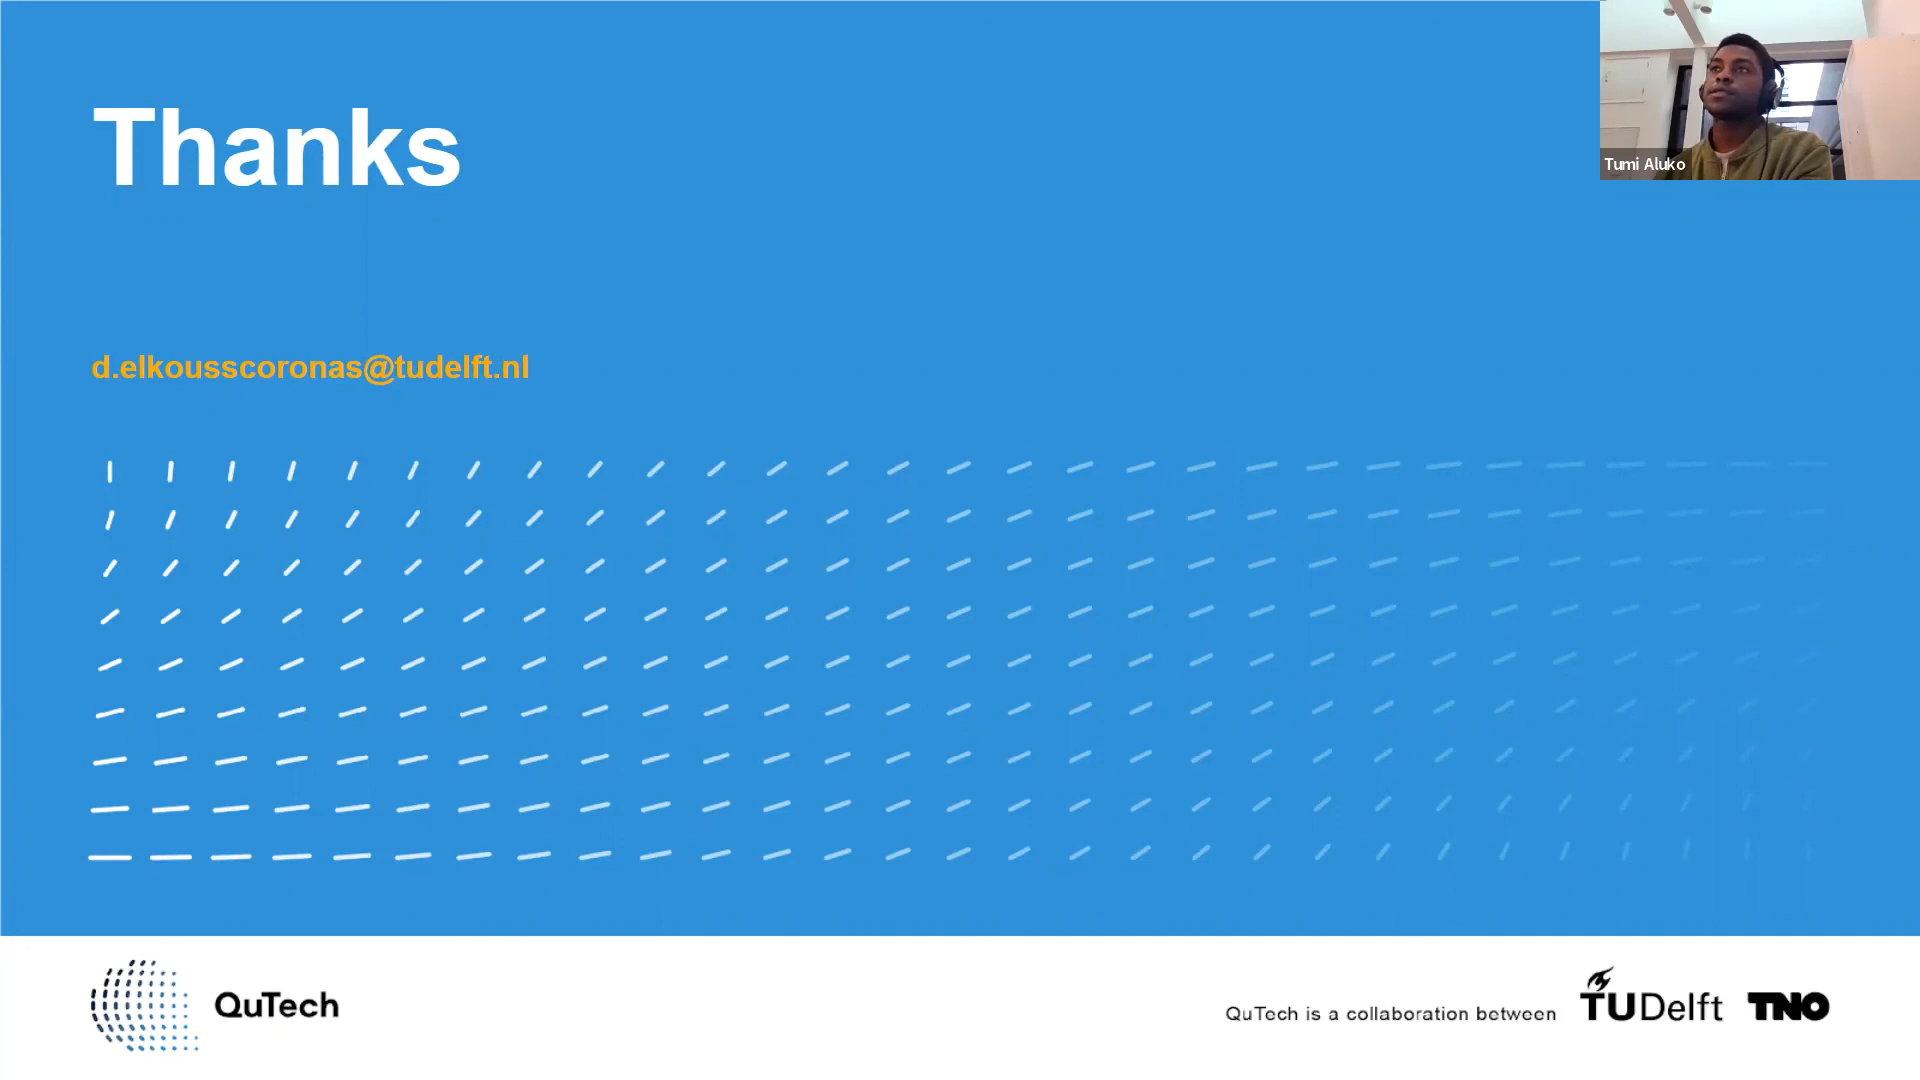 Thanks
Tumi Aluko
d.elkousscoronas@tudelft.nl
QuTech
QuTech is a collaboration between
TUDelft
TNO